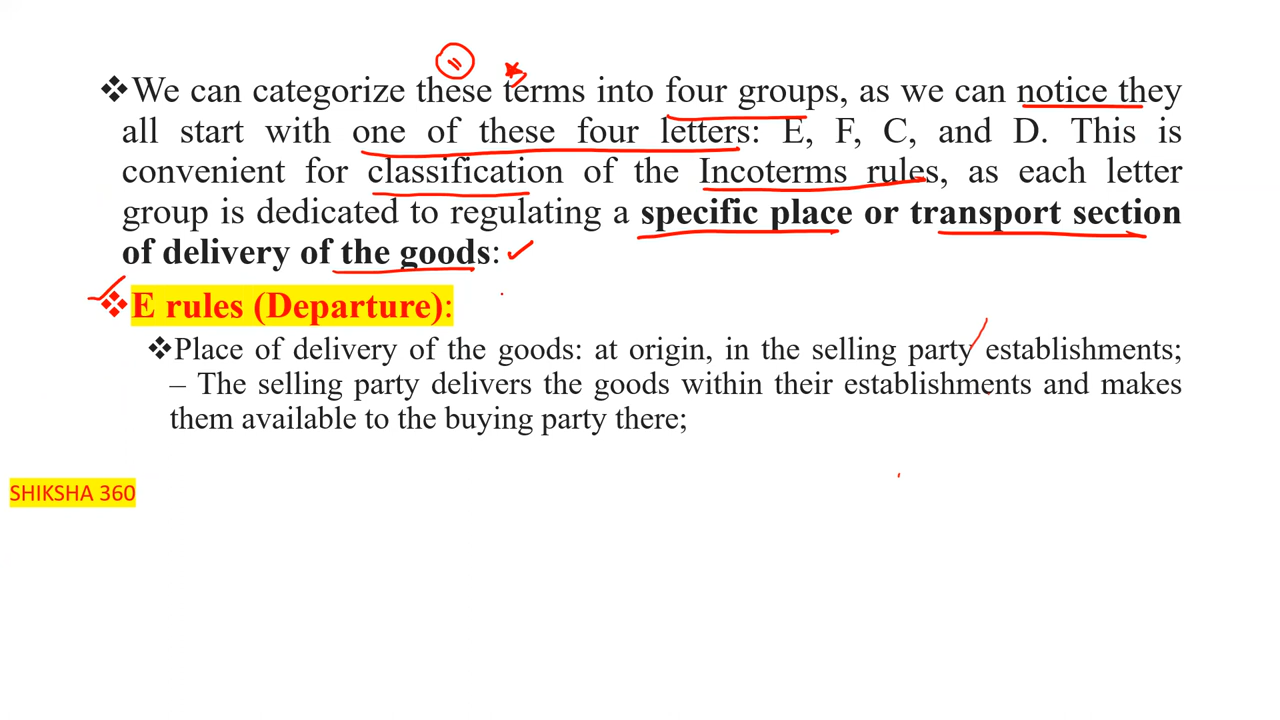 ❖We can categorize these terms into four groups, as we can notice they
all start with one of these four letters: E, F, C, and D. This is
convenient for classification of the Incoterms rules, as each letter
group is dedicated to regulating a specific place or transport section
of delivery of the goods:
❖E rules (Departure):
❖Place of delivery of the goods: at origin, in the selling party establishments;
– The selling party delivers the goods within their establishments and makes
them available to the buying party there;
SHIKSHA 360